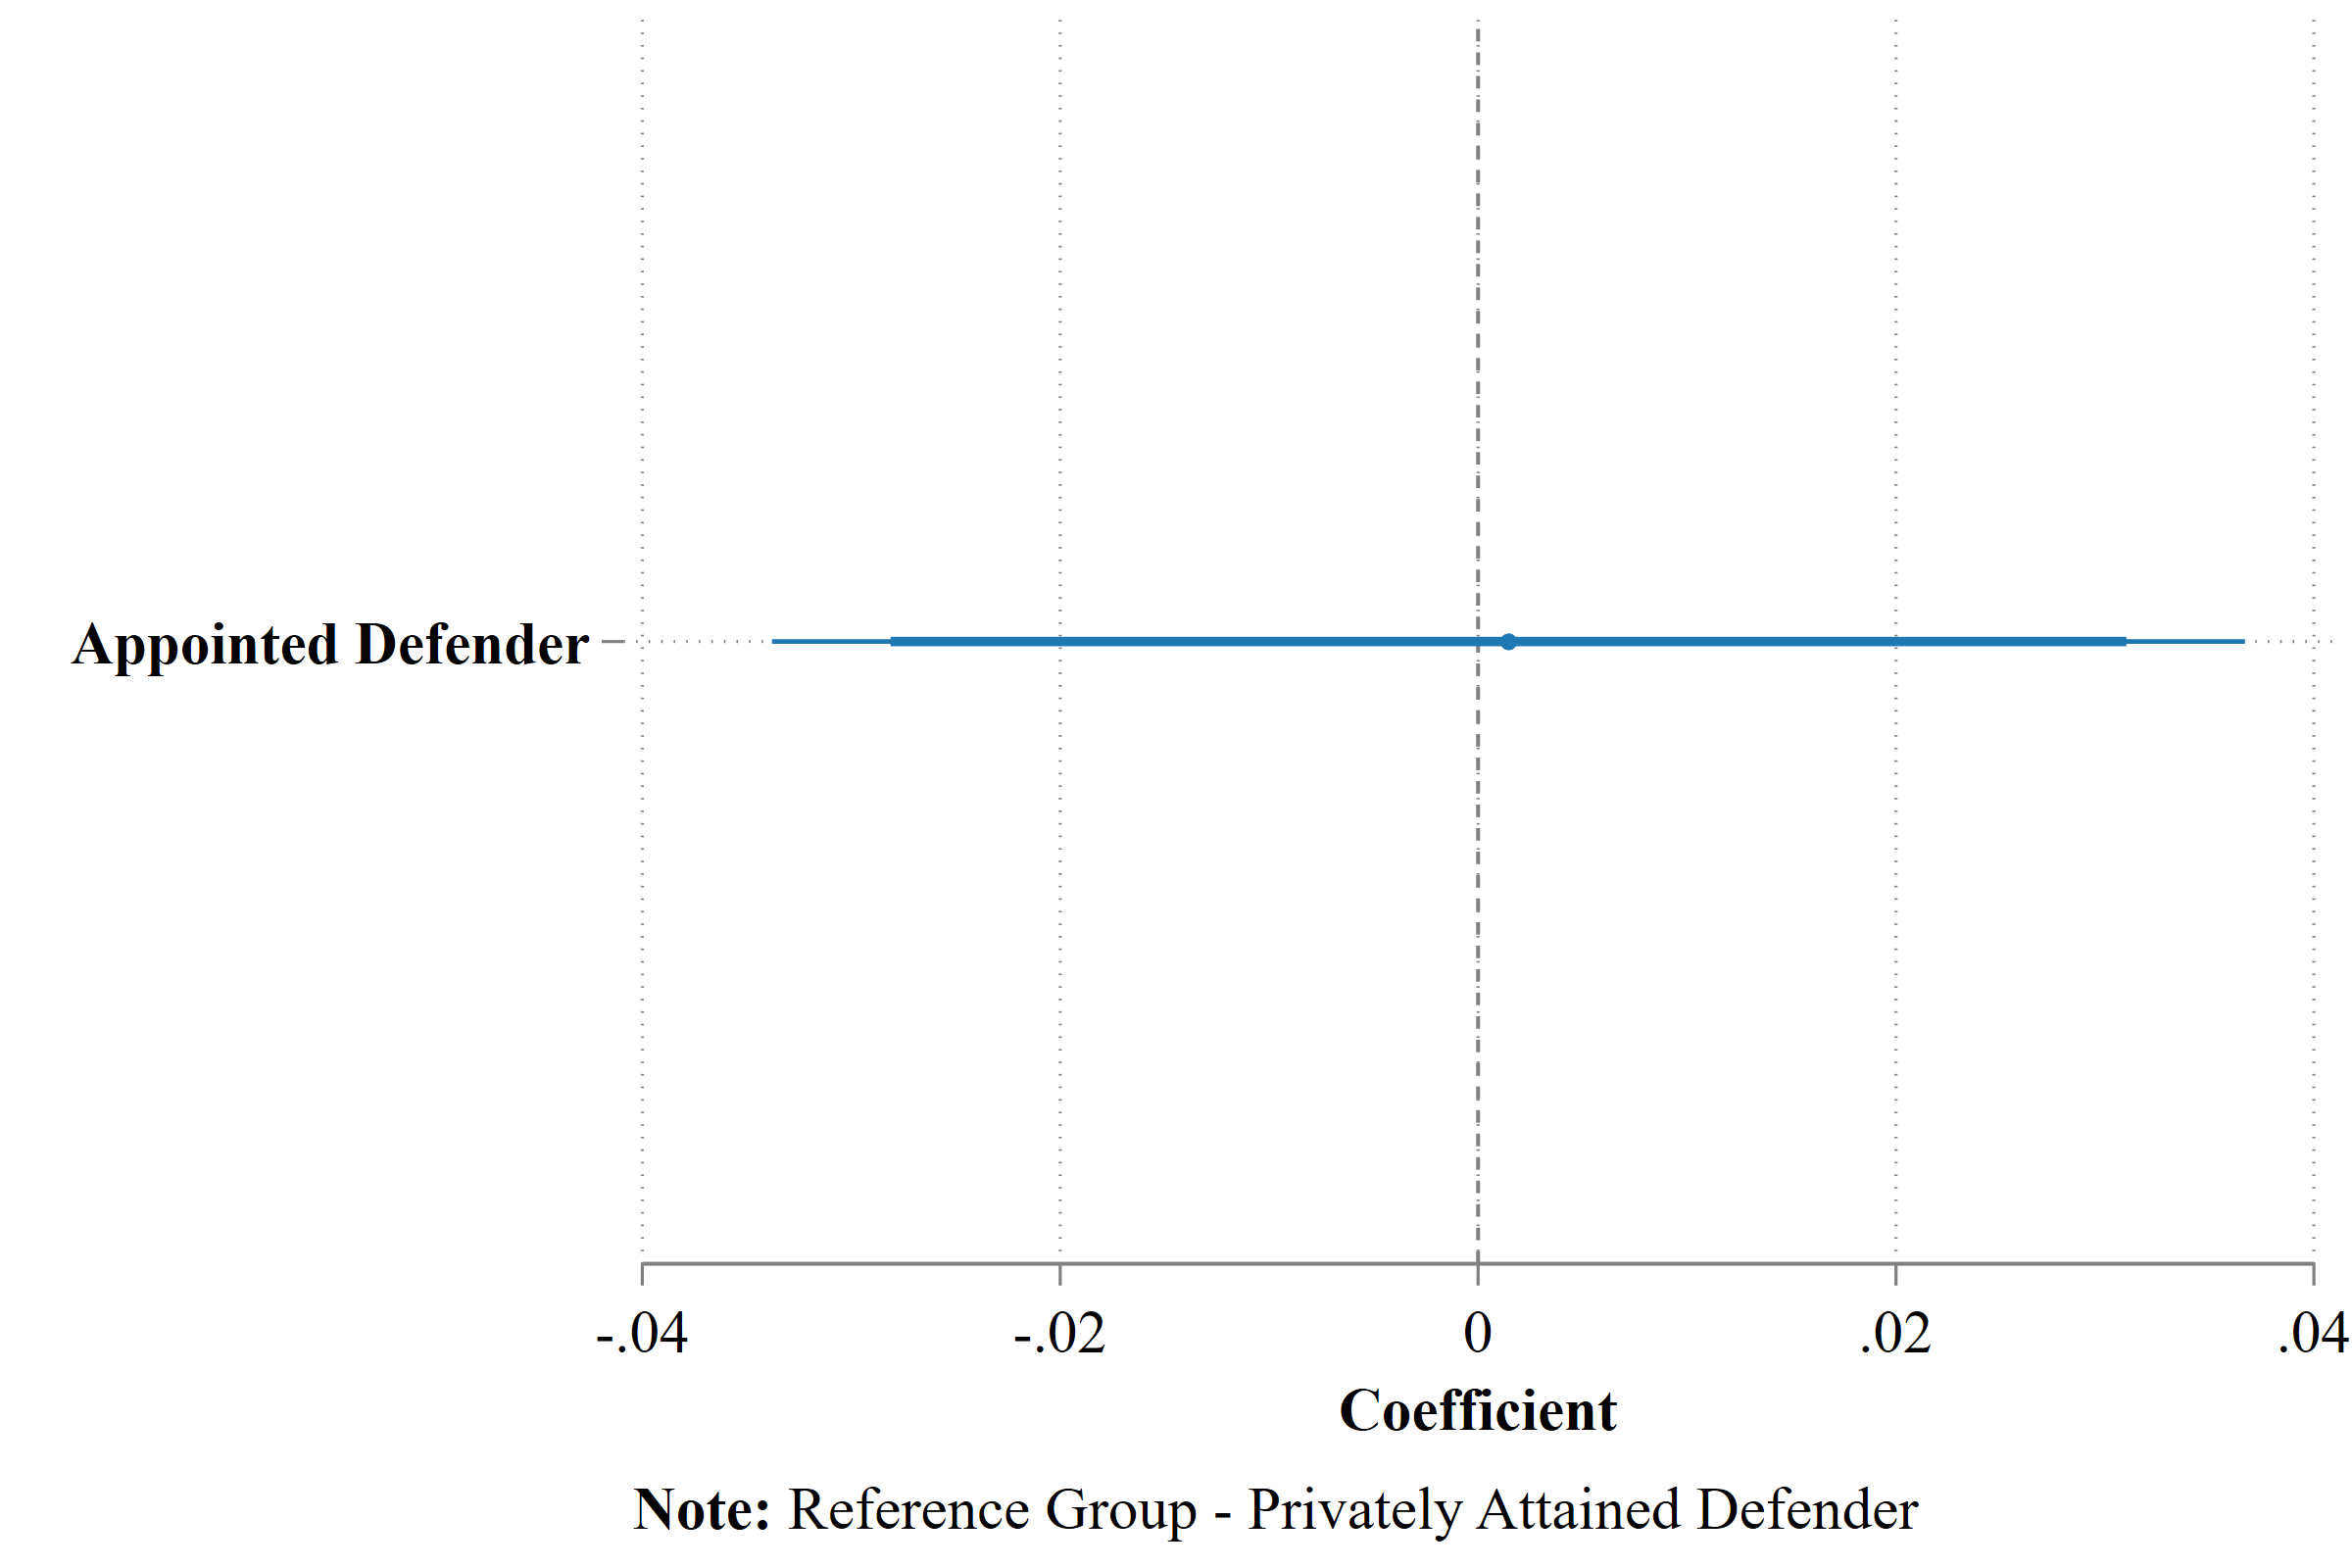 Appointed Defender
-.04 -.02 0 .02 .04
Coefficient
Note: Reference Group - Privately Attained Defender